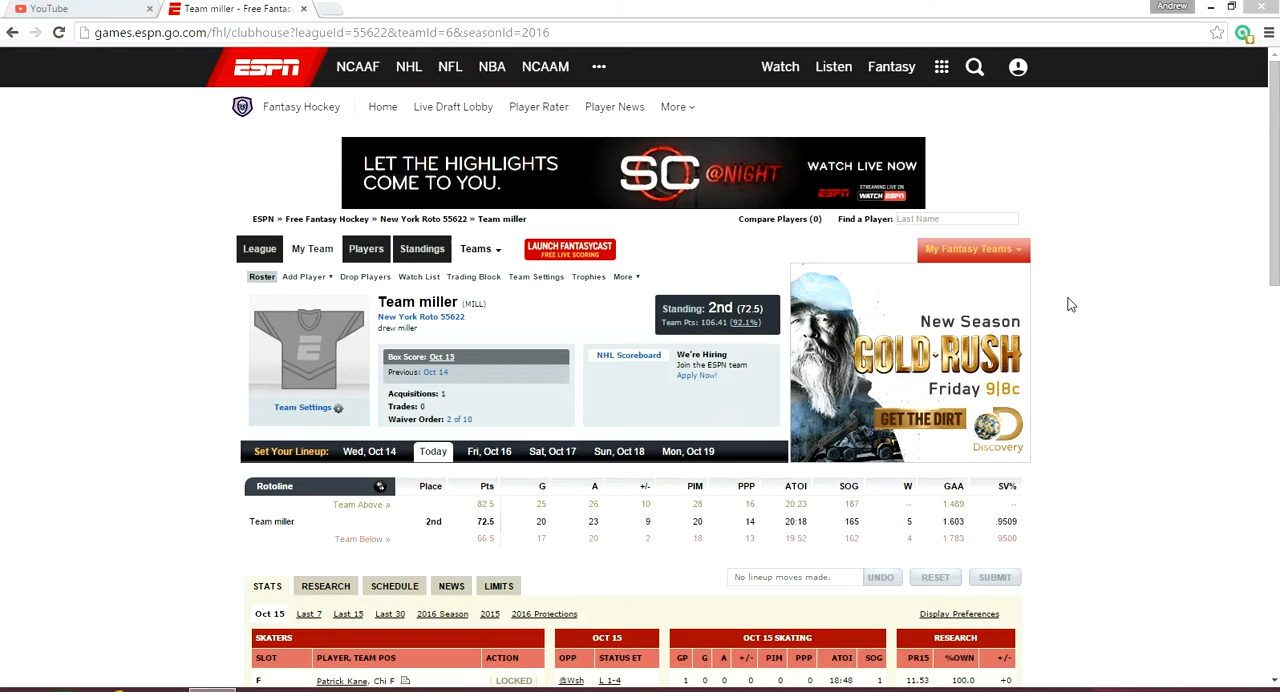 YouTube
Team miller - Free Fantas
Andrew
games.espn.go.com/fhl/clubhouse?leagueId=55622&teamId=6&seasonId=2016
ESPN NCAAF NHL NFL NBA NCAAM Watch Listen Fantasy
Fantasy Hockey Home Live Draft Lobby Player Rater Player News More
LET THE HIGHLIGHTS
COME TO YOU.
SC @NIGHT
WATCH LIVE NOW
ESPN STREAMING LIVE ON WATCH ESPN
ESPN » Free Fantasy Hockey » New York Roto 55622 » Team miller Compare Players (0) Find a Player: Last Name
League My Team Players Standings Teams LAUNCH FANTASYCAST My Fantasy Teams
FREE LIVE SCORING
Roster Add Player Drop Players Watch List Trading Block Team Settings Trophies More
Team miller (MILL)
New York Roto 55622
drew miller
Standing: 2nd (72.5)
Team Pts: 106.41 (92.1%)
Box Score: Oct 15
Previous: Oct 14
Acquisitions: 1
Trades: 0
Waiver Order: 2 of 10
Team Settings
NHL Scoreboard
We're Hiring
Join the ESPN team
Apply Now!
New Season
GOLD RUSH
Friday 9|8c
GET THE DIRT
Discovery
Set Your Lineup: Wed, Oct 14 Today Fri, Oct 16 Sat, Oct 17 Sun, Oct 18 Mon, Oct 19
Rotoline Place Pts G A +/- PIM PPP ATOI SOG W GAA SV%
Team Above » 82.5 25 26 10 28 16 20:23 187 -- 1.489 --
Team miller 2nd 72.5 20 23 9 20 14 20:18 165 5 1.603 .9509
Team Below » 66.5 17 20 2 18 13 19:52 162 4 1.783 .9500
No lineup moves made. UNDO RESET SUBMIT
STATS RESEARCH SCHEDULE NEWS LIMITS
Oct 15 Last 7 Last 15 Last 30 2016 Season 2015 2016 Projections Display Preferences
SKATERS OCT 15 OCT 15 SKATING RESEARCH
SLOT PLAYER, TEAM POS ACTION OPP STATUS ET GP G A +/- PIM PPP ATOI SOG PR15 %OWN +/-
F Patrick Kane, Chi F LOCKED @Wsh L 1-4 1 0 0 0 0 0 18:48 1 11.53 100.0 +0